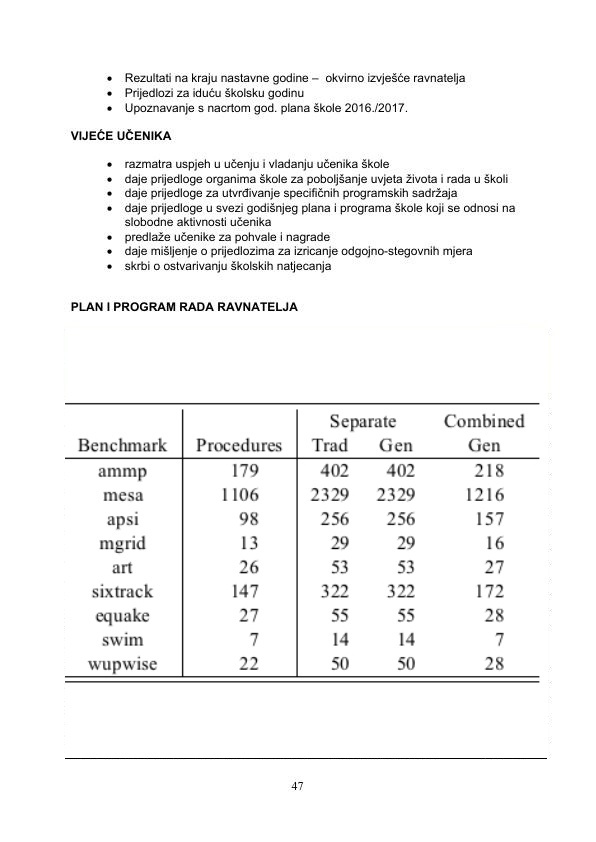 • Rezultati na kraju nastavne godine – okvirno izvješće ravnatelja
• Prijedlozi za iduću školsku godinu
• Upoznavanje s nacrtom god. plana škole 2016./2017.
VIJEĆE UČENIKA
• razmatra uspjeh u učenju i vladanju učenika škole
• daje prijedloge organima škole za poboljšanje uvjeta života i rada u školi
• daje prijedloge za utvrđivanje specifičnih programskih sadržaja
• daje prijedloge u svezi godišnjeg plana i programa škole koji se odnosi na
slobodne aktivnosti učenika
• predlaže učenike za pohvale i nagrade
• daje mišljenje o prijedlozima za izricanje odgojno-stegovnih mjera
• skrbi o ostvarivanju školskih natjecanja
PLAN I PROGRAM RADA RAVNATELJA
Separate Combined
Benchmark Procedures Trad Gen Gen
ammp 179 402 402 218
mesa 1106 2329 2329 1216
apsi 98 256 256 157
mgrid 13 29 29 16
art 26 53 53 27
sixtrack 147 322 322 172
equake 27 55 55 28
swim 7 14 14 7
wupwise 22 50 50 28
47